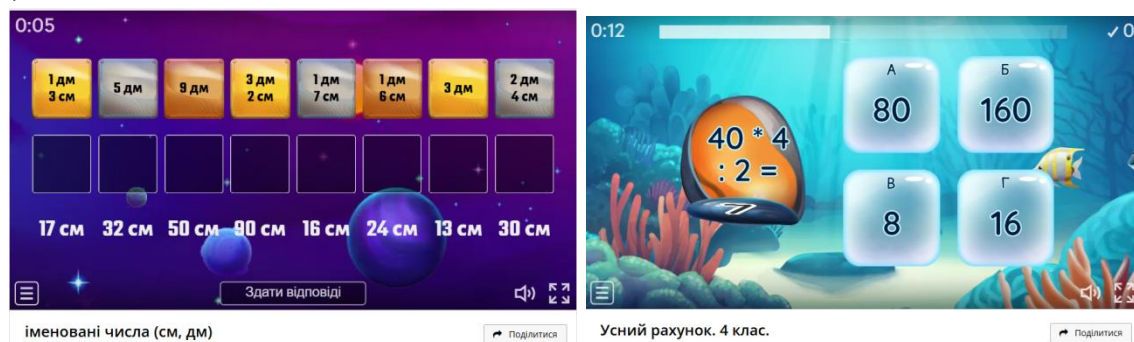 0:05
1 дм 3 см
5 дм
9 дм
3 дм 2 см
1 дм 7 см
1 дм 6 см
3 дм
2 дм 4 см
17 см 32 см 50 см 90 см 16 см 24 см 13 см 30 см
Здати відповіді
іменовані числа (см, дм)
Поділитися
0:12
✓ 0
40 * 4
: 2 =
А
80
Б
160
В
8
Г
16
Усний рахунок. 4 клас.
Поділитися